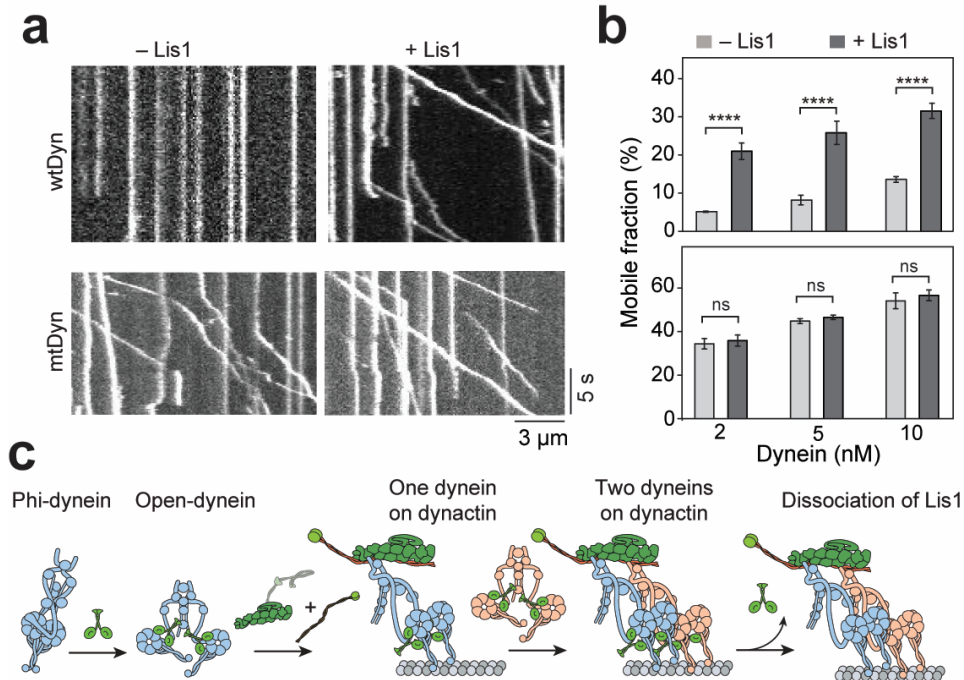 a
– Lis1
+ Lis1
wtDyn
mtDyn
5 s
3 µm
b
– Lis1
+ Lis1
Mobile fraction (%)
40
30
20
10
0
****
****
****
60
40
20
0
ns
ns
ns
2
5
10
Dynein (nM)
c
Phi-dynein
Open-dynein
One dynein
on dynactin
Two dyneins
on dynactin
Dissociation of Lis1
+